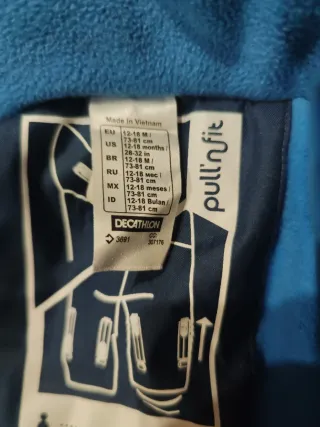 Made in Vietnam
EU 12-18 M / 73-81 cm
US 12-18 months / 28-32 in
BR 12-18 M / 73-81 cm
RU 12-18 мес / 73-81 cm
MX 12-18 meses / 73-81 cm
ID 12-18 Bulan / 73-81 cm
DECATHLON
3681
pull'n fit